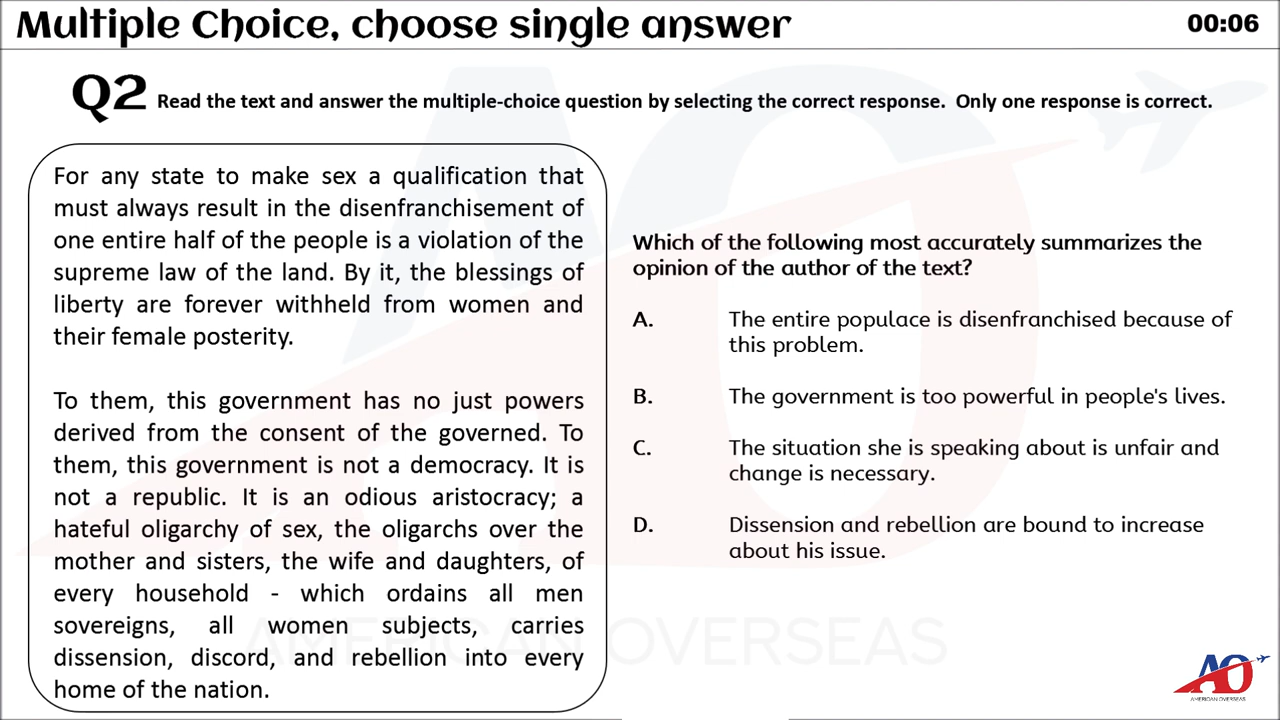 Multiple Choice, choose single answer
00:06
Q2 Read the text and answer the multiple-choice question by selecting the correct response. Only one response is correct.
For any state to make sex a qualification that
must always result in the disenfranchisement of
one entire half of the people is a violation of the
supreme law of the land. By it, the blessings of
liberty are forever withheld from women and
their female posterity.
To them, this government has no just powers
derived from the consent of the governed. To
them, this government is not a democracy. It is
not a republic. It is an odious aristocracy; a
hateful oligarchy of sex, the oligarchs over the
mother and sisters, the wife and daughters, of
every household - which ordains all men
sovereigns, all women subjects, carries
dissension, discord, and rebellion into every
home of the nation.
Which of the following most accurately summarizes the
opinion of the author of the text?
A. The entire populace is disenfranchised because of
this problem.
B. The government is too powerful in people's lives.
C. The situation she is speaking about is unfair and
change is necessary.
D. Dissension and rebellion are bound to increase
about his issue.
AMERICAN OVERSEAS
AO
AMERICAN OVERSEAS